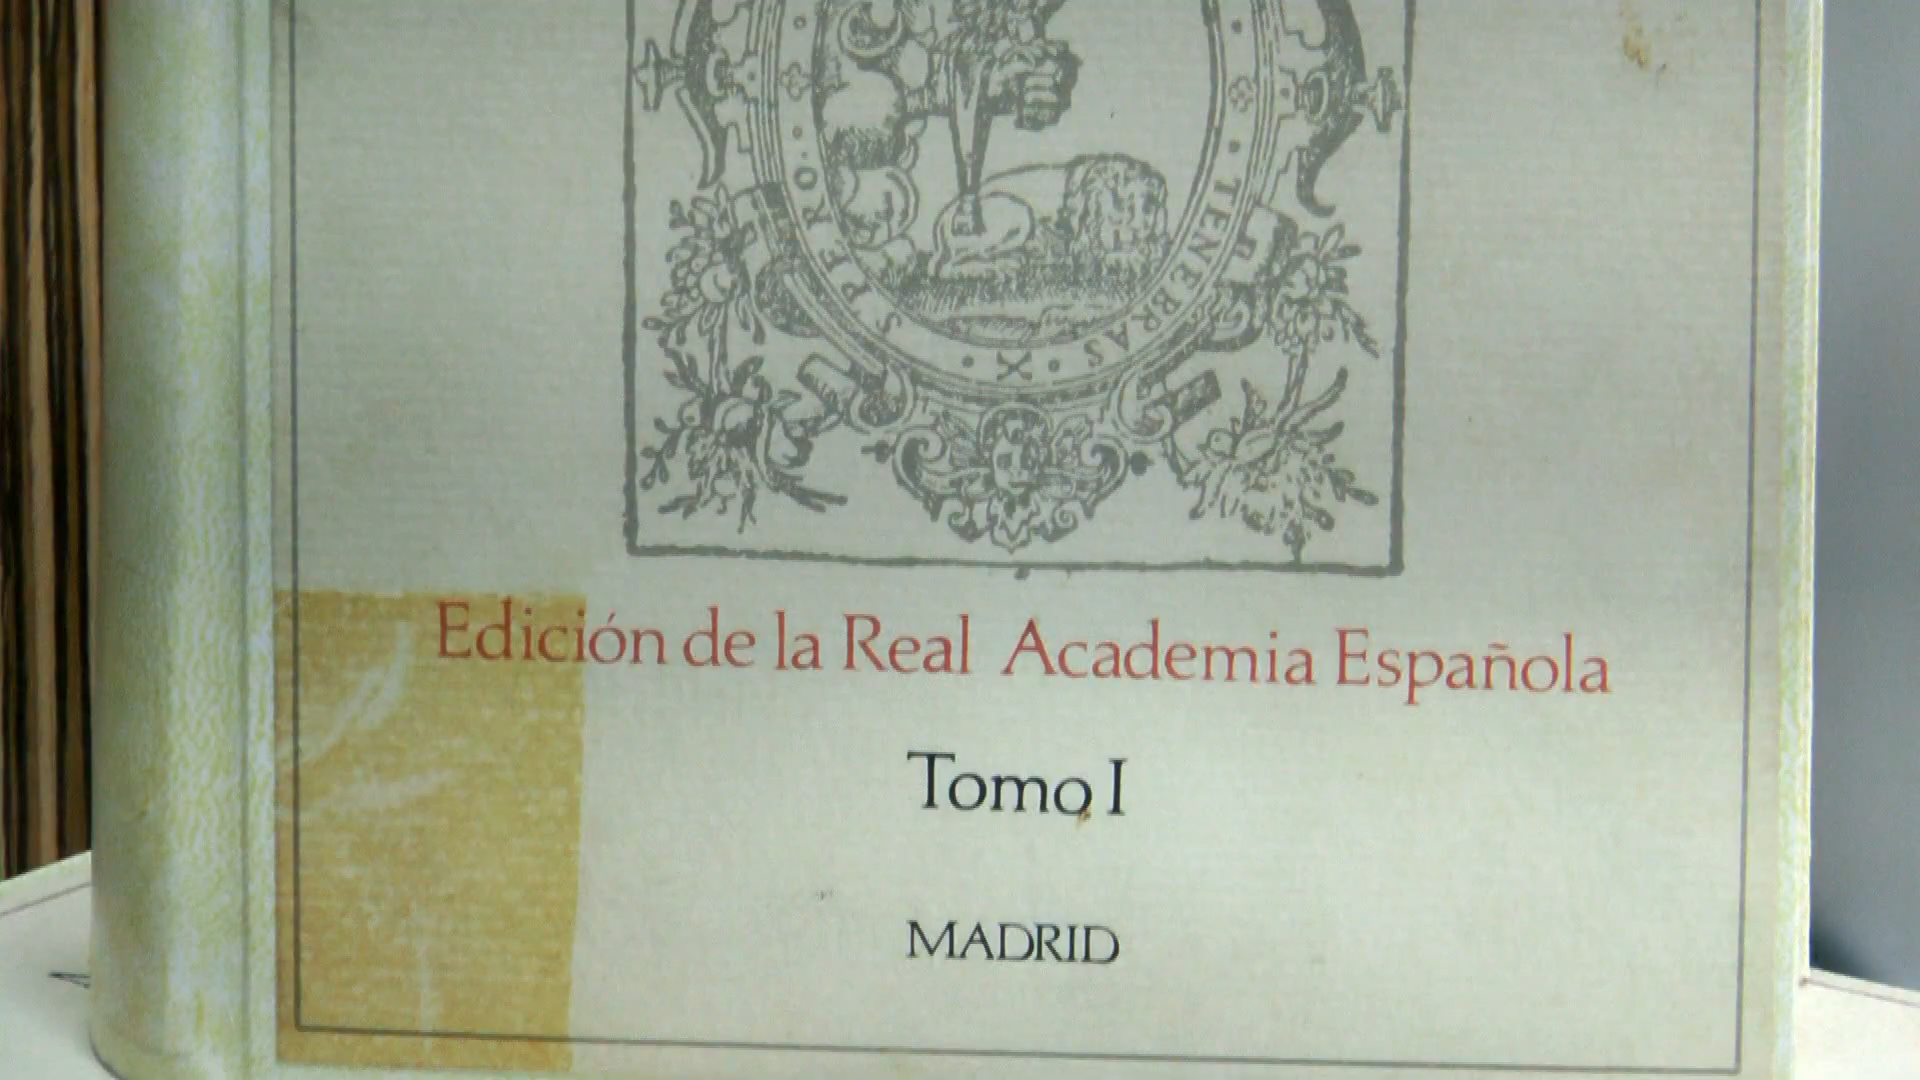 SPERO
TENEBRAS
Edición de la Real Academia Española
Tomo I
MADRID